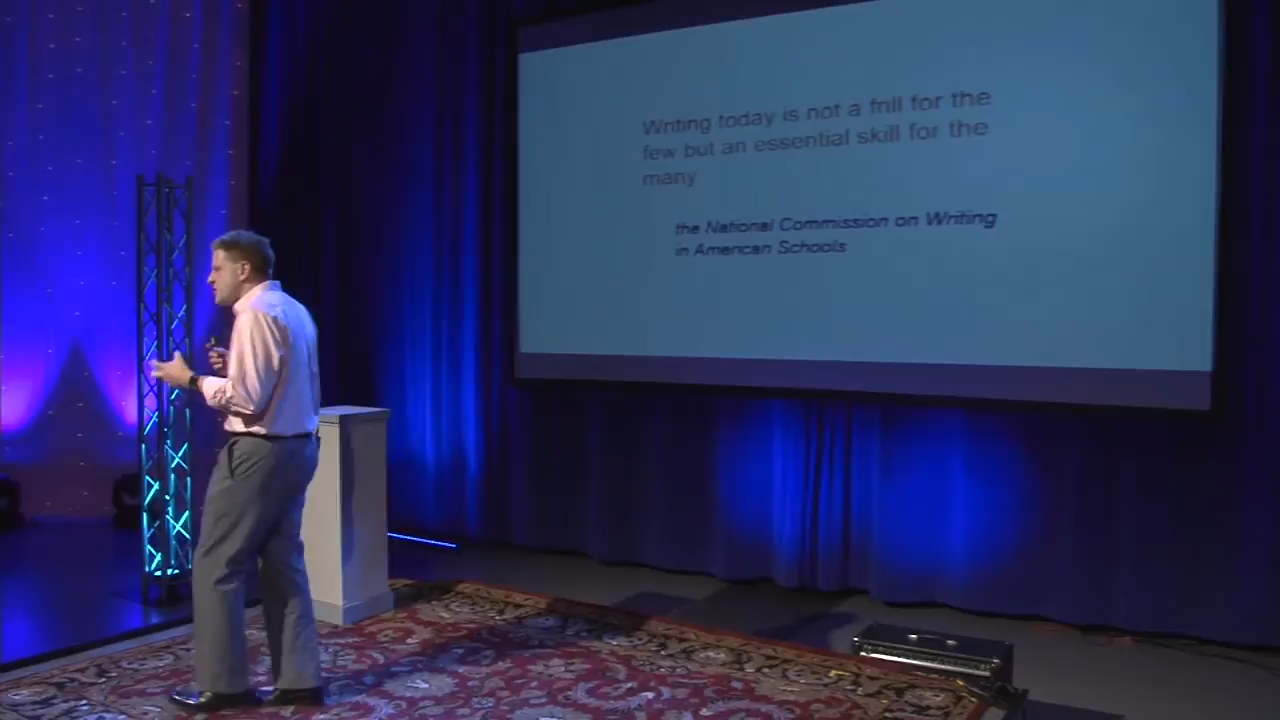 Writing today is not a frill for the
few but an essential skill for the
many
the National Commission on Writing
in American Schools